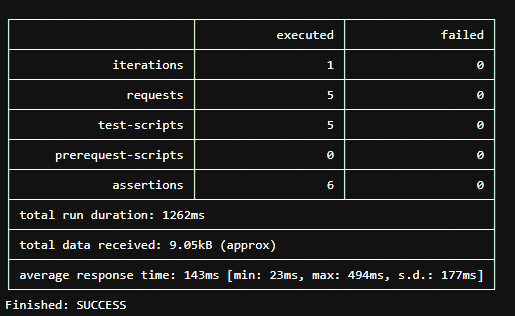 executed failed
iterations 1 0
requests 5 0
test-scripts 5 0
prerequest-scripts 0 0
assertions 6 0
total run duration: 1262ms
total data received: 9.05kB (approx)
average response time: 143ms [min: 23ms, max: 494ms, s.d.: 177ms]
Finished: SUCCESS